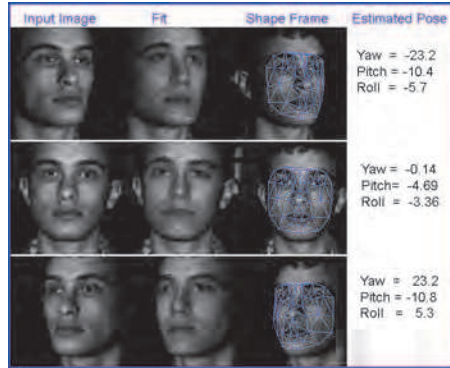 Input Image Fit Shape Frame Estimated Pose
Yaw = -23.2
Pitch = -10.4
Roll = -5.7
Yaw = -0.14
Pitch= -4.69
Roll = -3.36
Yaw = 23.2
Pitch = -10.8
Roll = 5.3